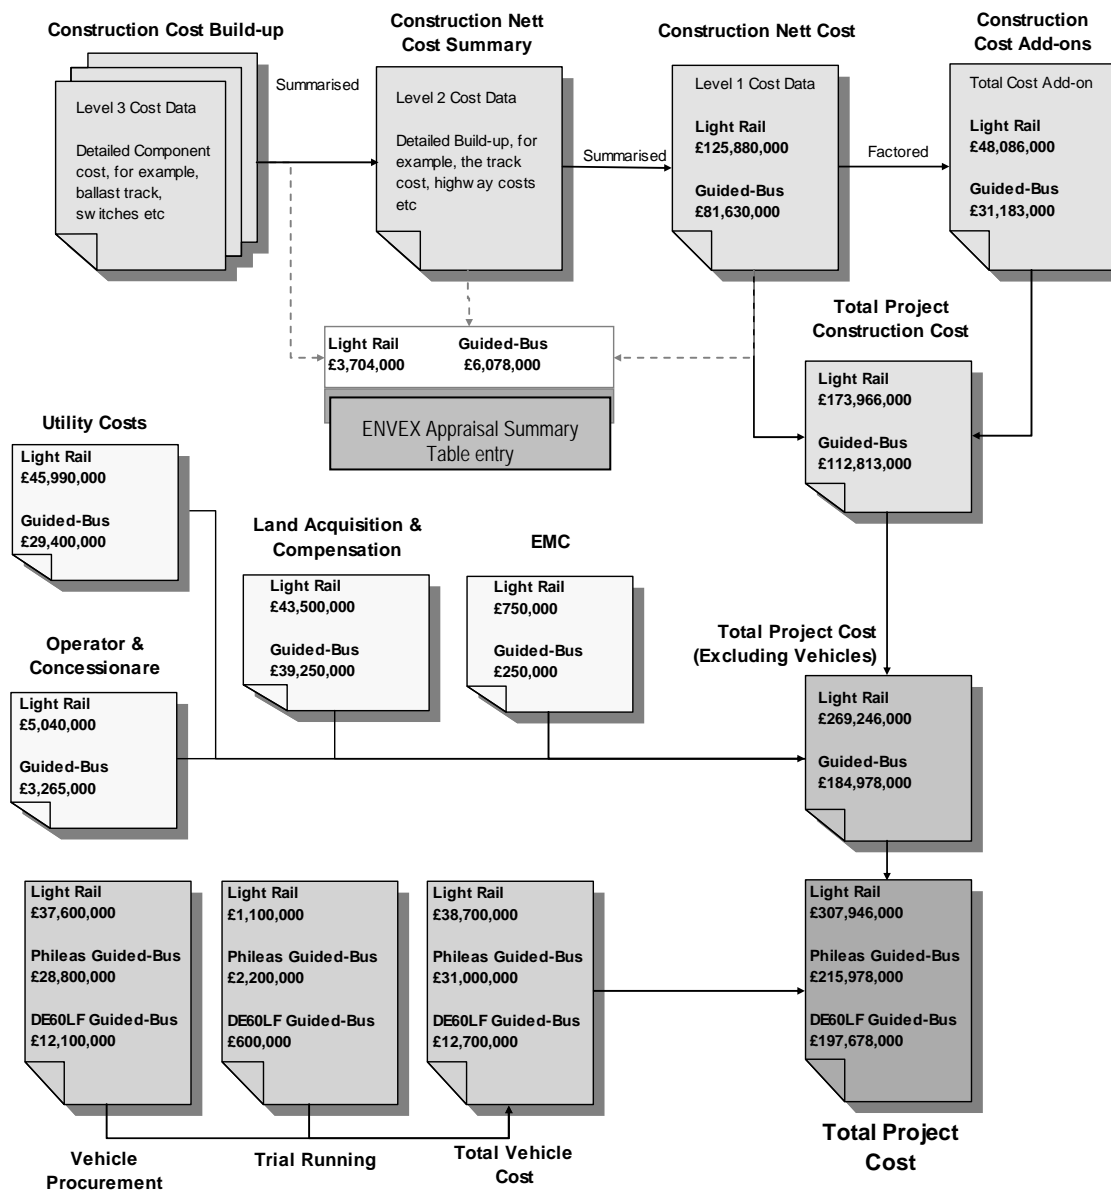 Construction Cost Build-up
Construction Nett
Cost Summary
Construction Nett Cost
Construction
Cost Add-ons
Level 3 Cost Data
Detailed Component
cost, for example,
ballast track,
switches etc
Summarised
Level 2 Cost Data
Detailed Build-up, for
example, the track
cost, highway costs
etc
Summarised
Level 1 Cost Data
Light Rail
£125,880,000
Guided-Bus
£81,630,000
Factored
Total Cost Add-on
Light Rail
£48,086,000
Guided-Bus
£31,183,000
Light Rail
£3,704,000
Guided-Bus
£6,078,000
ENVEX Appraisal Summary
Table entry
Total Project
Construction Cost
Light Rail
£173,966,000
Guided-Bus
£112,813,000
Utility Costs
Light Rail
£45,990,000
Guided-Bus
£29,400,000
Land Acquisition &
Compensation
Light Rail
£43,500,000
Guided-Bus
£39,250,000
EMC
Light Rail
£750,000
Guided-Bus
£250,000
Operator &
Concessionare
Light Rail
£5,040,000
Guided-Bus
£3,265,000
Total Project Cost
(Excluding Vehicles)
Light Rail
£269,246,000
Guided-Bus
£184,978,000
Light Rail
£37,600,000
Phileas Guided-Bus
£28,800,000
DE60LF Guided-Bus
£12,100,000
Vehicle
Procurement
Light Rail
£1,100,000
Phileas Guided-Bus
£2,200,000
DE60LF Guided-Bus
£600,000
Trial Running
Light Rail
£38,700,000
Phileas Guided-Bus
£31,000,000
DE60LF Guided-Bus
£12,700,000
Total Vehicle
Cost
Light Rail
£307,946,000
Phileas Guided-Bus
£215,978,000
DE60LF Guided-Bus
£197,678,000
Total Project
Cost